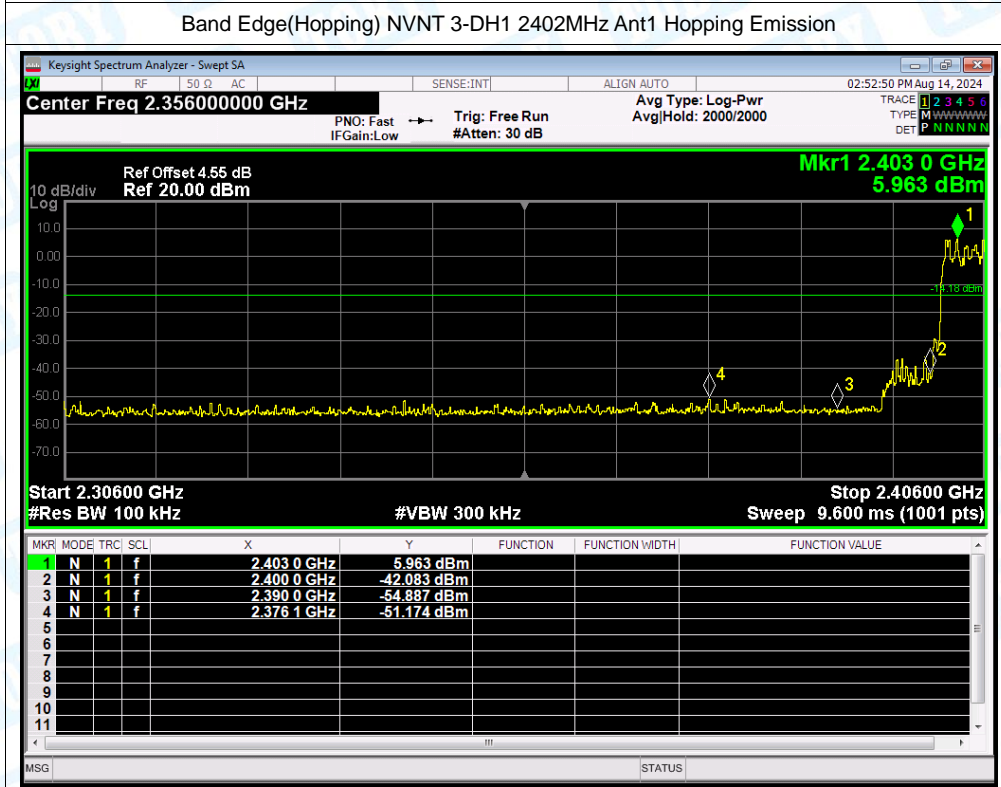 Band Edge(Hopping) NVNT 3-DH1 2402MHz Ant1 Hopping Emission
Keysight Spectrum Analyzer - Swept SA
LXI RF 50 Ω AC SENSE:INT ALIGN AUTO 02:52:50 PM Aug 14, 2024
Center Freq 2.356000000 GHz
PNO: Fast
IFGain:Low
Trig: Free Run
#Atten: 30 dB
Avg Type: Log-Pwr
Avg|Hold: 2000/2000
TRACE 1 2 3 4 5 6
TYPE M WWWWW
DET P N N N N N
Mkr1 2.403 0 GHz
5.963 dBm
Ref Offset 4.55 dB
10 dB/div Ref 20.00 dBm
Log
10.0
0.00
-10.0
-20.0
-30.0
-40.0
-50.0
-60.0
-70.0
1
-14.18 dBm
2
4
3
Start 2.30600 GHz Stop 2.40600 GHz
#Res BW 100 kHz #VBW 300 kHz Sweep 9.600 ms (1001 pts)
MKR MODE TRC SCL X Y FUNCTION FUNCTION WIDTH FUNCTION VALUE
1 N 1 f 2.403 0 GHz 5.963 dBm
2 N 1 f 2.400 0 GHz -42.083 dBm
3 N 1 f 2.390 0 GHz -54.887 dBm
4 N 1 f 2.376 1 GHz -51.174 dBm
5
6
7
8
9
10
11
MSG STATUS